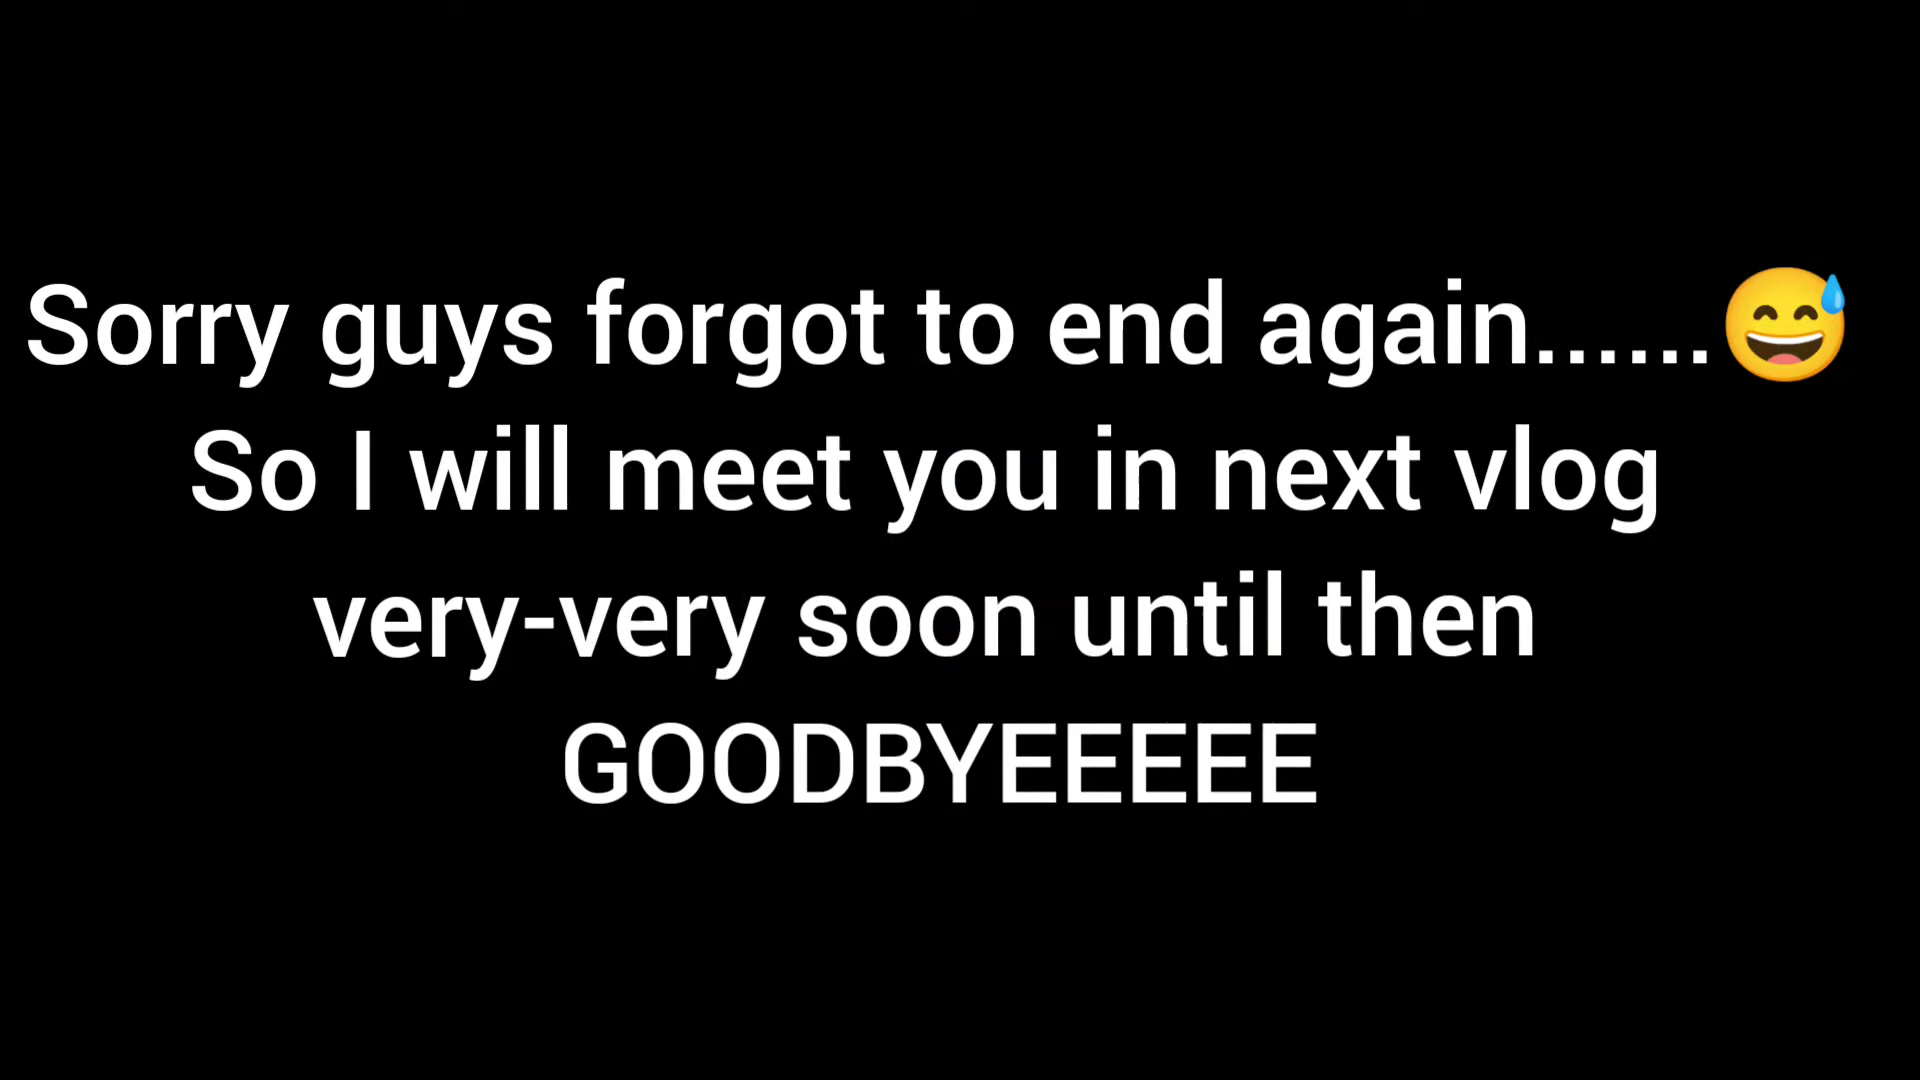 Sorry guys forgot to end again......😅
So I will meet you in next vlog
very-very soon until then
GOODBYEEEEE